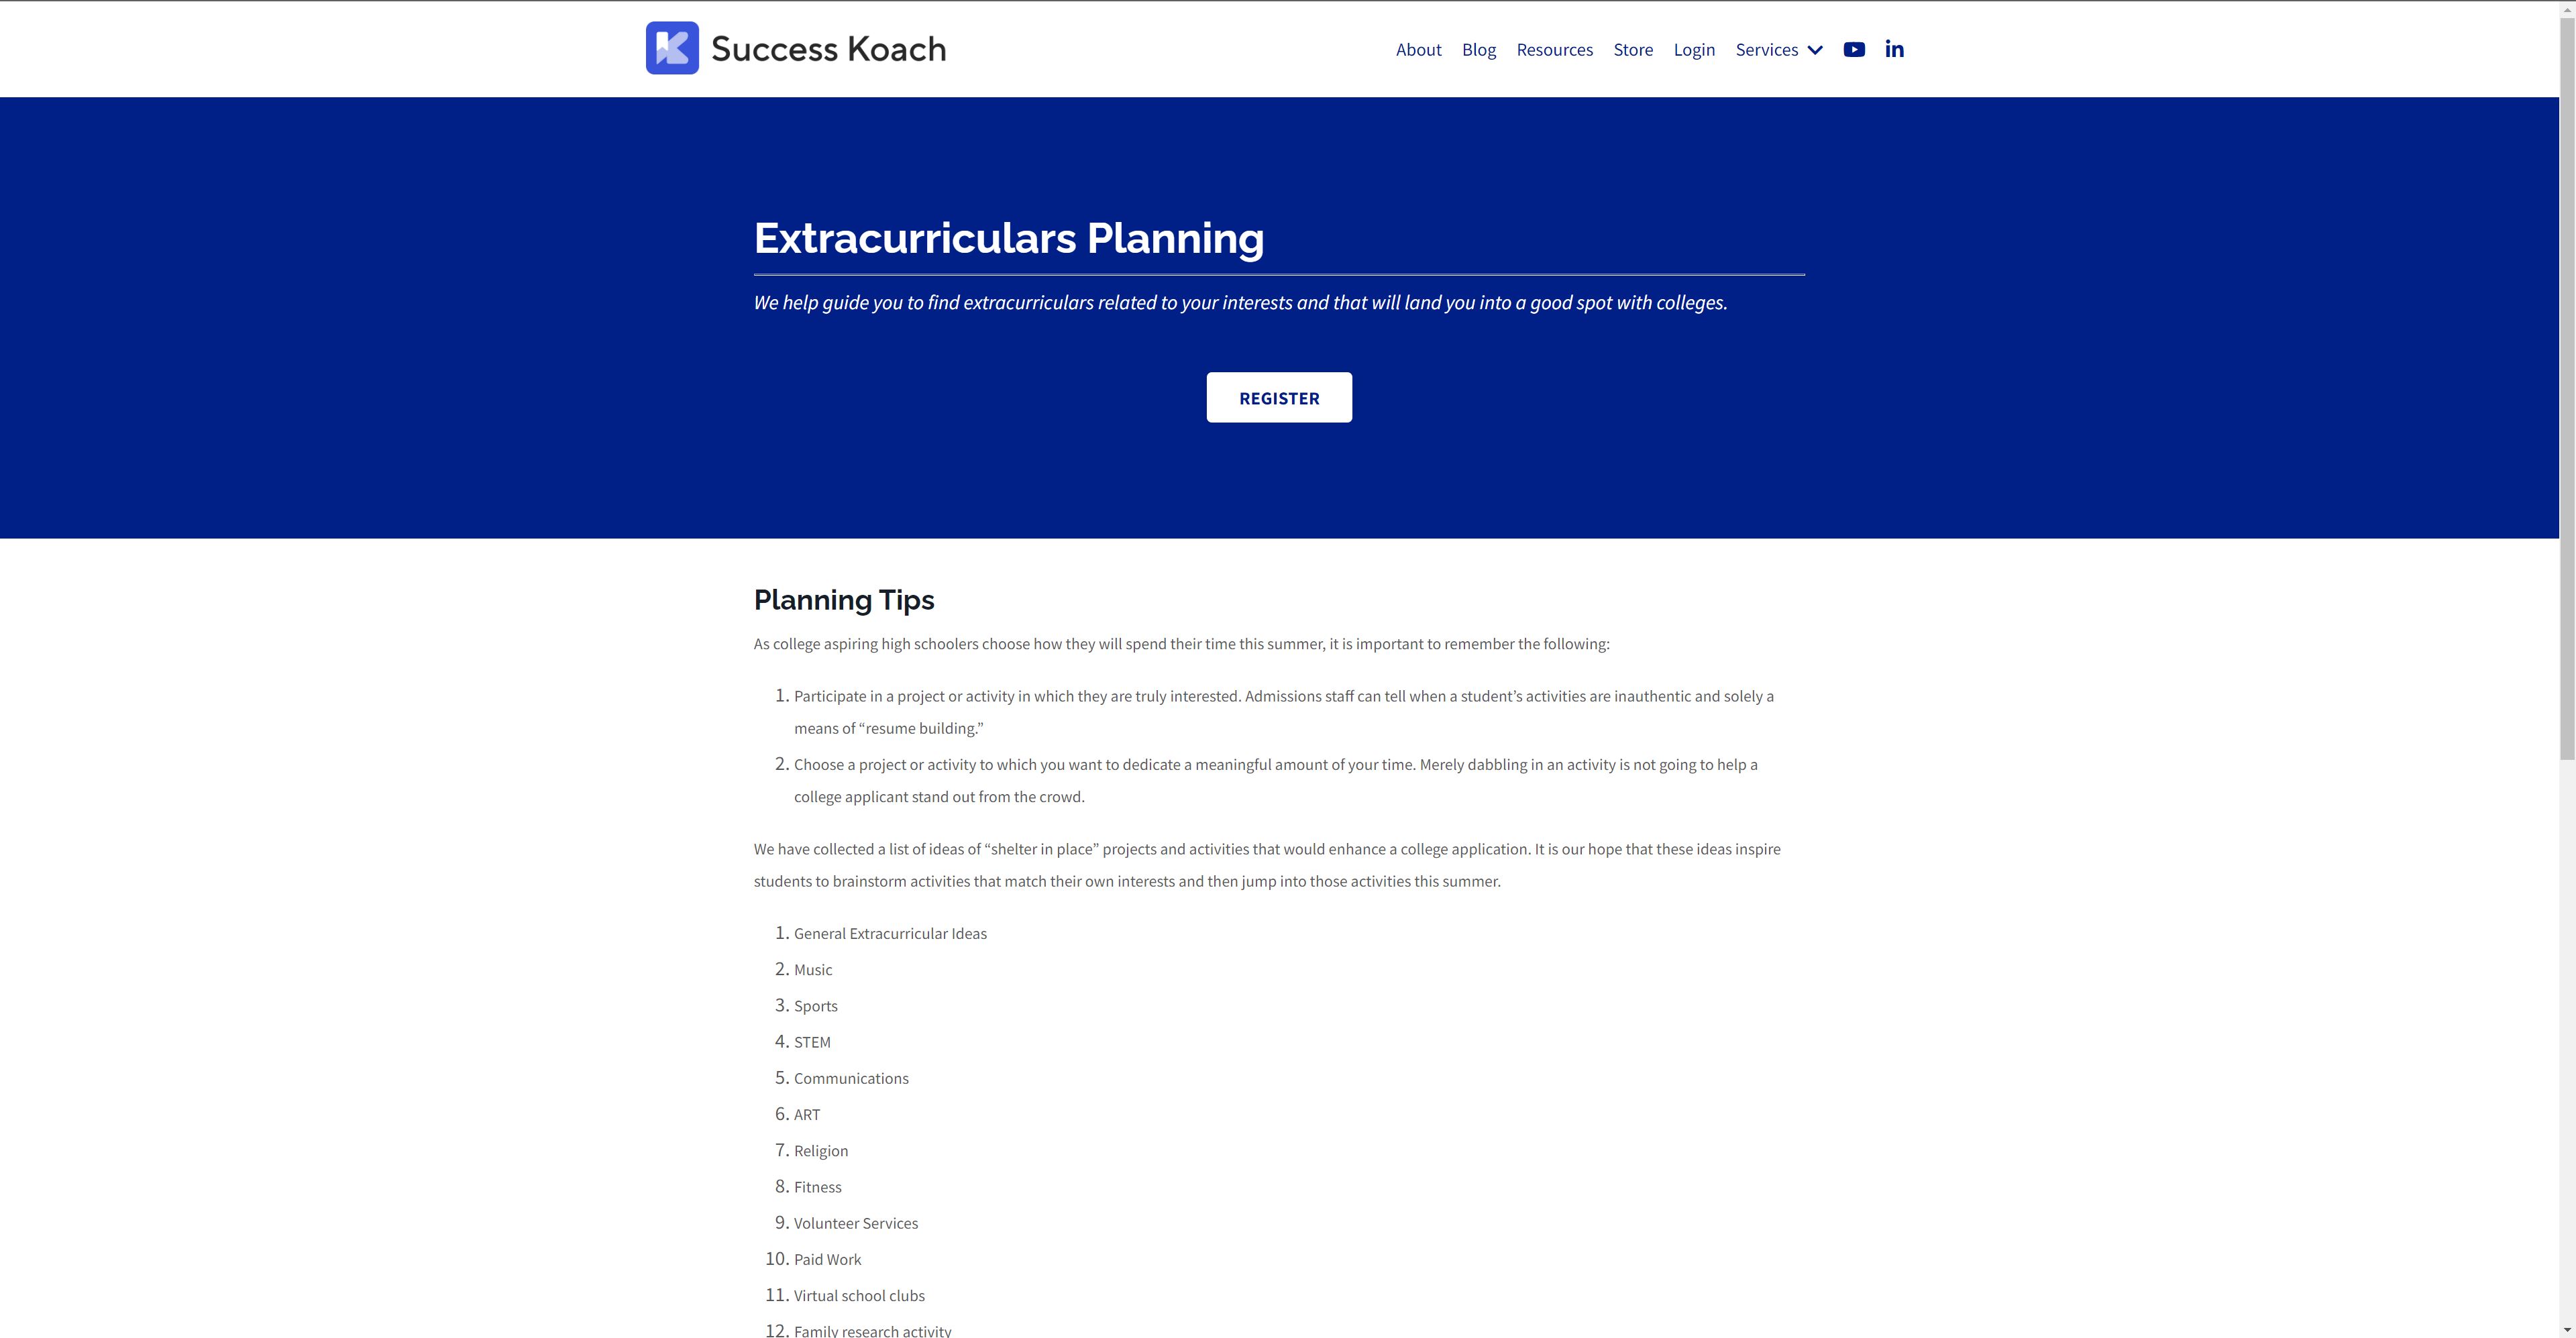 Success Koach
About Blog Resources Store Login Services
Extracurriculars Planning
We help guide you to find extracurriculars related to your interests and that will land you into a good spot with colleges.
REGISTER
Planning Tips
As college aspiring high schoolers choose how they will spend their time this summer, it is important to remember the following:
1. Participate in a project or activity in which they are truly interested. Admissions staff can tell when a student’s activities are inauthentic and solely a
means of “resume building.”
2. Choose a project or activity to which you want to dedicate a meaningful amount of your time. Merely dabbling in an activity is not going to help a
college applicant stand out from the crowd.
We have collected a list of ideas of “shelter in place” projects and activities that would enhance a college application. It is our hope that these ideas inspire
students to brainstorm activities that match their own interests and then jump into those activities this summer.
1. General Extracurricular Ideas
2. Music
3. Sports
4. STEM
5. Communications
6. ART
7. Religion
8. Fitness
9. Volunteer Services
10. Paid Work
11. Virtual school clubs
12. Family research activity